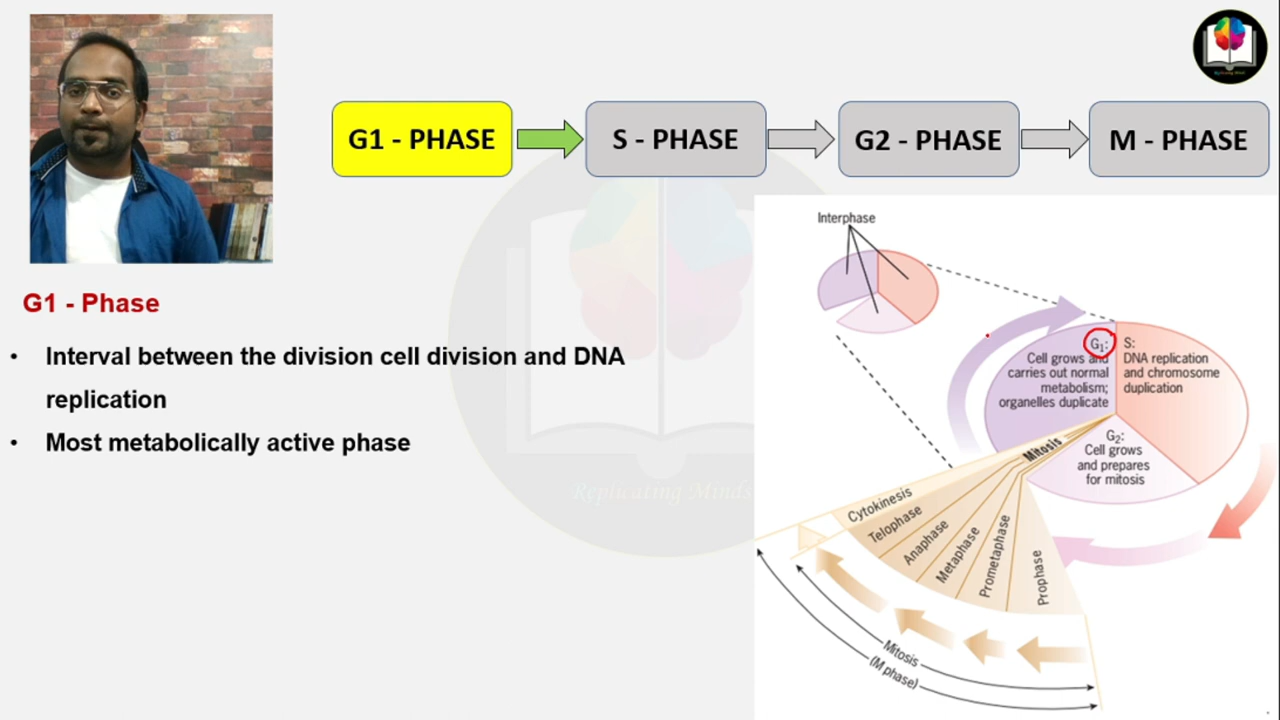 G1 - PHASE
S - PHASE
G2 - PHASE
M - PHASE
G1 - Phase
• Interval between the division cell division and DNA
replication
• Most metabolically active phase
Replicating Minds
Interphase
G1:
Cell grows and
carries out normal
metabolism;
organelles duplicate
S:
DNA replication
and chromosome
duplication
G2:
Cell grows
and prepares
for mitosis
Mitosis
Cytokinesis
Telophase
Anaphase
Metaphase
Prometaphase
Prophase
Mitosis
(M phase)